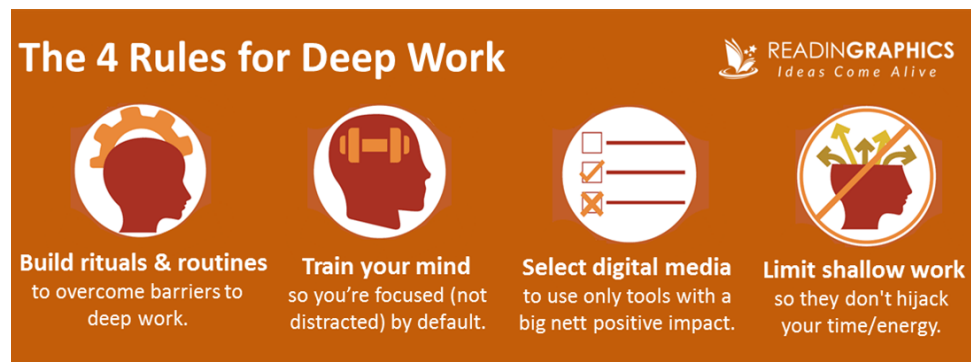 The 4 Rules for Deep Work
READINGRAPHICS
Ideas Come Alive
Build rituals & routines
to overcome barriers to
deep work.
Train your mind
so you're focused (not
distracted) by default.
Select digital media
to use only tools with a
big nett positive impact.
Limit shallow work
so they don't hijack
your time/energy.